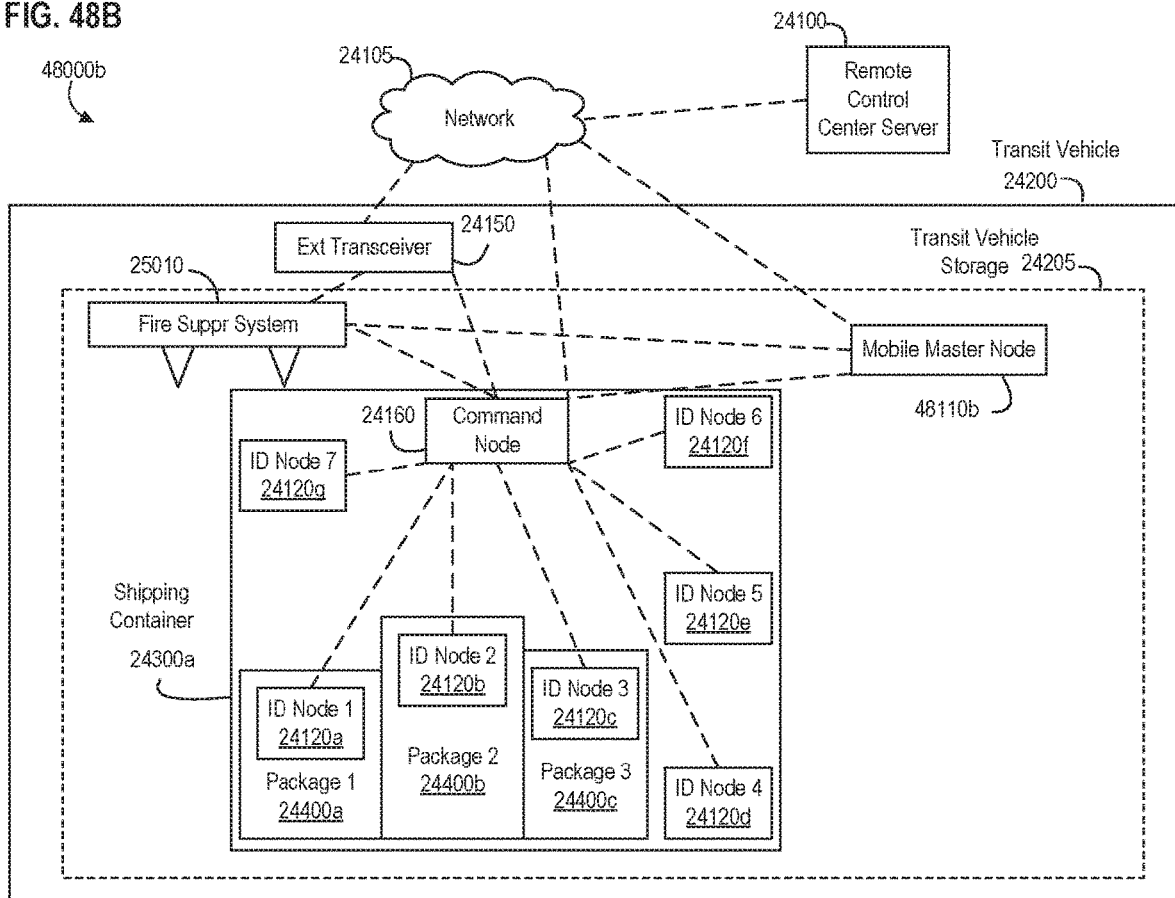 FIG. 48B
48000b
24105
Network
24100
Remote
Control
Center Server
Transit Vehicle
24200
Ext Transceiver
24150
Transit Vehicle
Storage 24205
25010
Fire Suppr System
Mobile Master Node
48110b
24160
Command
Node
ID Node 6
24120f
ID Node 7
24120g
Shipping
Container
24300a
ID Node 5
24120e
ID Node 2
24120b
ID Node 3
24120c
ID Node 1
24120a
Package 2
24400b
Package 3
24400c
Package 1
24400a
ID Node 4
24120d